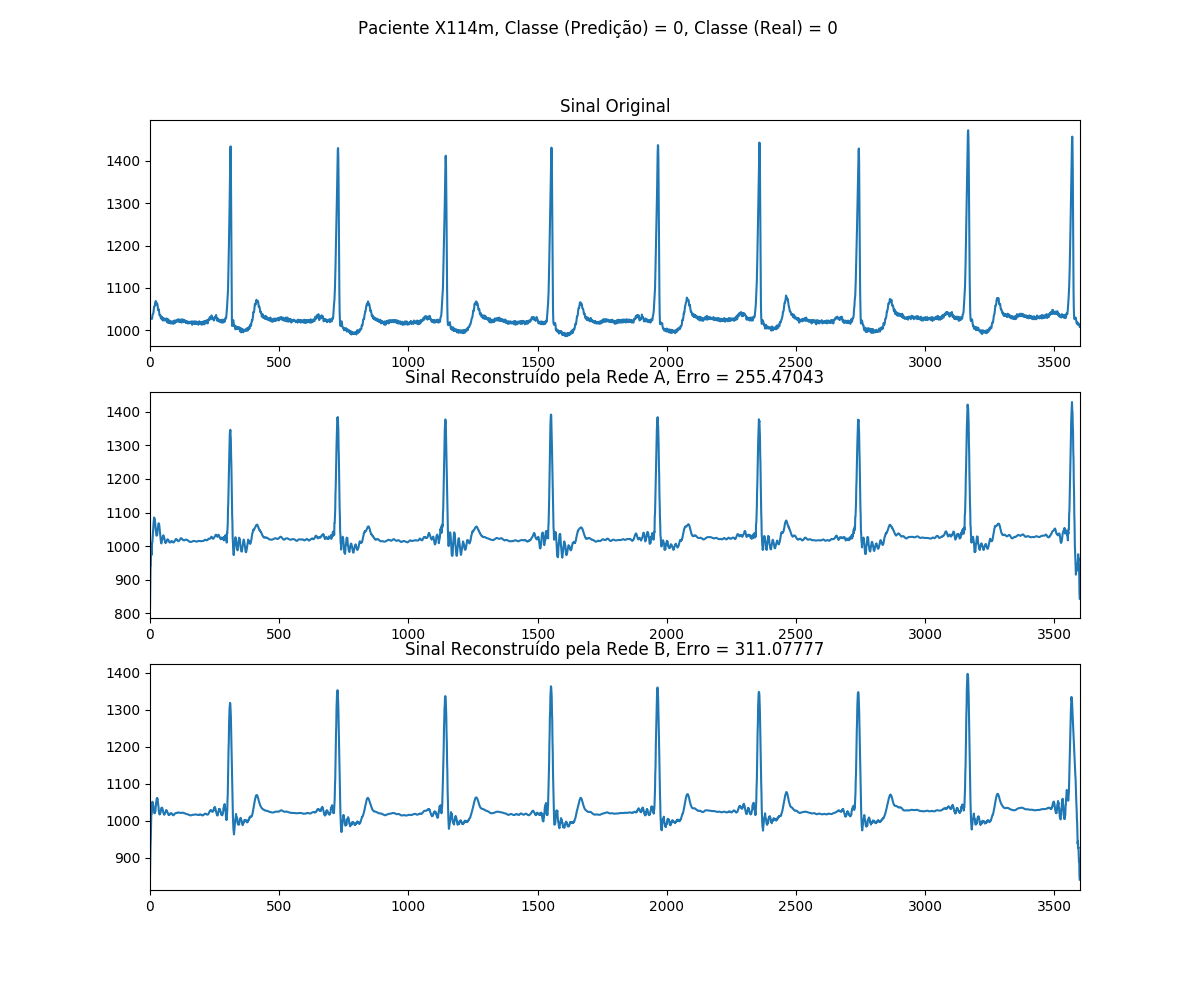 Paciente X114m, Classe (Predição) = 0, Classe (Real) = 0
Sinal Original
1400
1300
1200
1100
1000
0 500 1000 1500 2000 2500 3000 3500
Sinal Reconstruído pela Rede A, Erro = 255.47043
1400
1300
1200
1100
1000
900
800
0 500 1000 1500 2000 2500 3000 3500
Sinal Reconstruído pela Rede B, Erro = 311.07777
1400
1300
1200
1100
1000
900
0 500 1000 1500 2000 2500 3000 3500